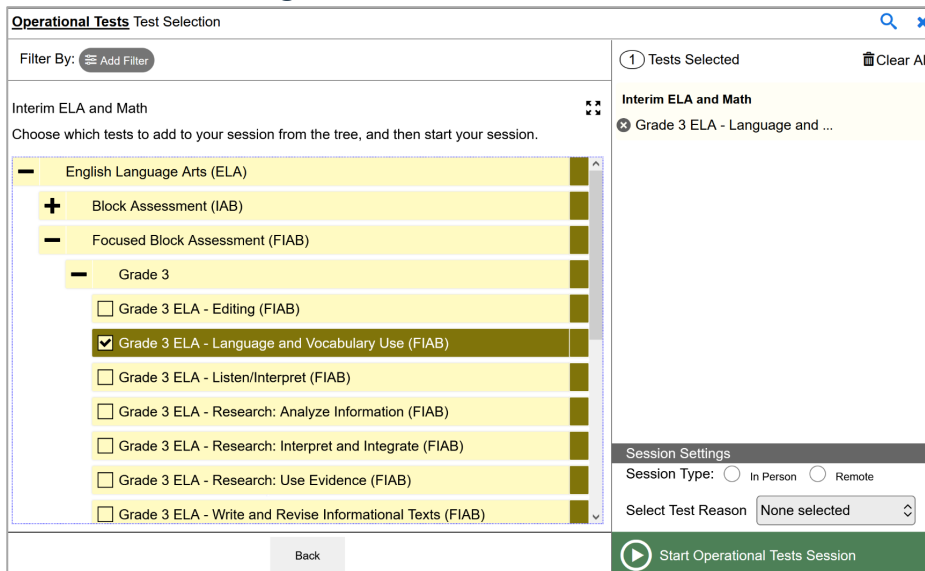 Operational Tests Test Selection
Filter By: Add Filter
Interim ELA and Math
Choose which tests to add to your session from the tree, and then start your session.
English Language Arts (ELA)
Block Assessment (IAB)
Focused Block Assessment (FIAB)
Grade 3
Grade 3 ELA - Editing (FIAB)
Grade 3 ELA - Language and Vocabulary Use (FIAB)
Grade 3 ELA - Listen/Interpret (FIAB)
Grade 3 ELA - Research: Analyze Information (FIAB)
Grade 3 ELA - Research: Interpret and Integrate (FIAB)
Grade 3 ELA - Research: Use Evidence (FIAB)
Grade 3 ELA - Write and Revise Informational Texts (FIAB)
Back
1 Tests Selected
Clear Al
Interim ELA and Math
Grade 3 ELA - Language and ...
Session Settings
Session Type: In Person Remote
Select Test Reason None selected
Start Operational Tests Session